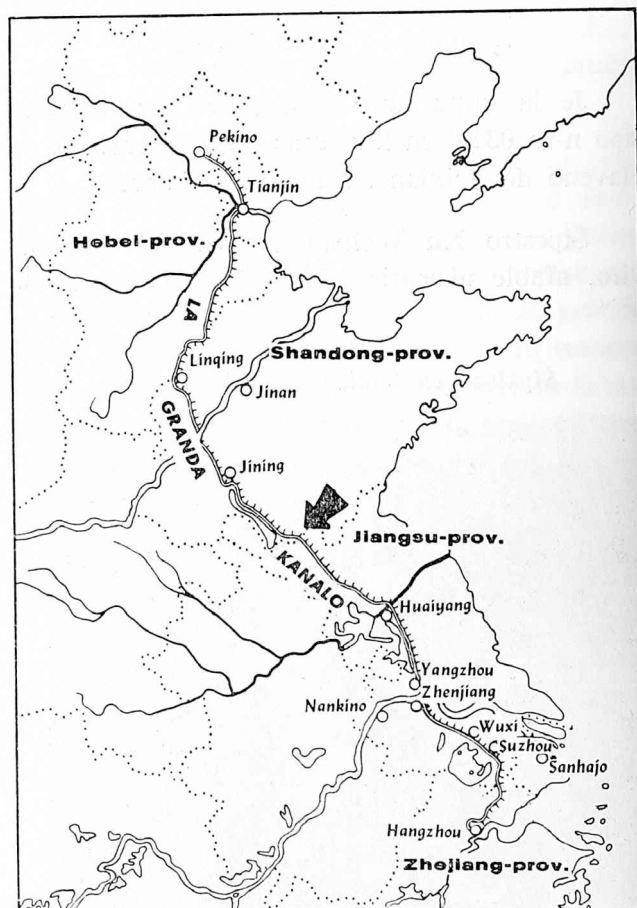 Pekino
Tianjin
Hebei-prov.
LA
Shandong-prov.
Linqing
Jinan
GRANDA
Jining
Jiangsu-prov.
KANALO
Huaiyang
Yangzhou
Zhenjiang
Nankino
Wuxi
Suzhou
Sanhajo
Hangzhou
Zhejiang-prov.